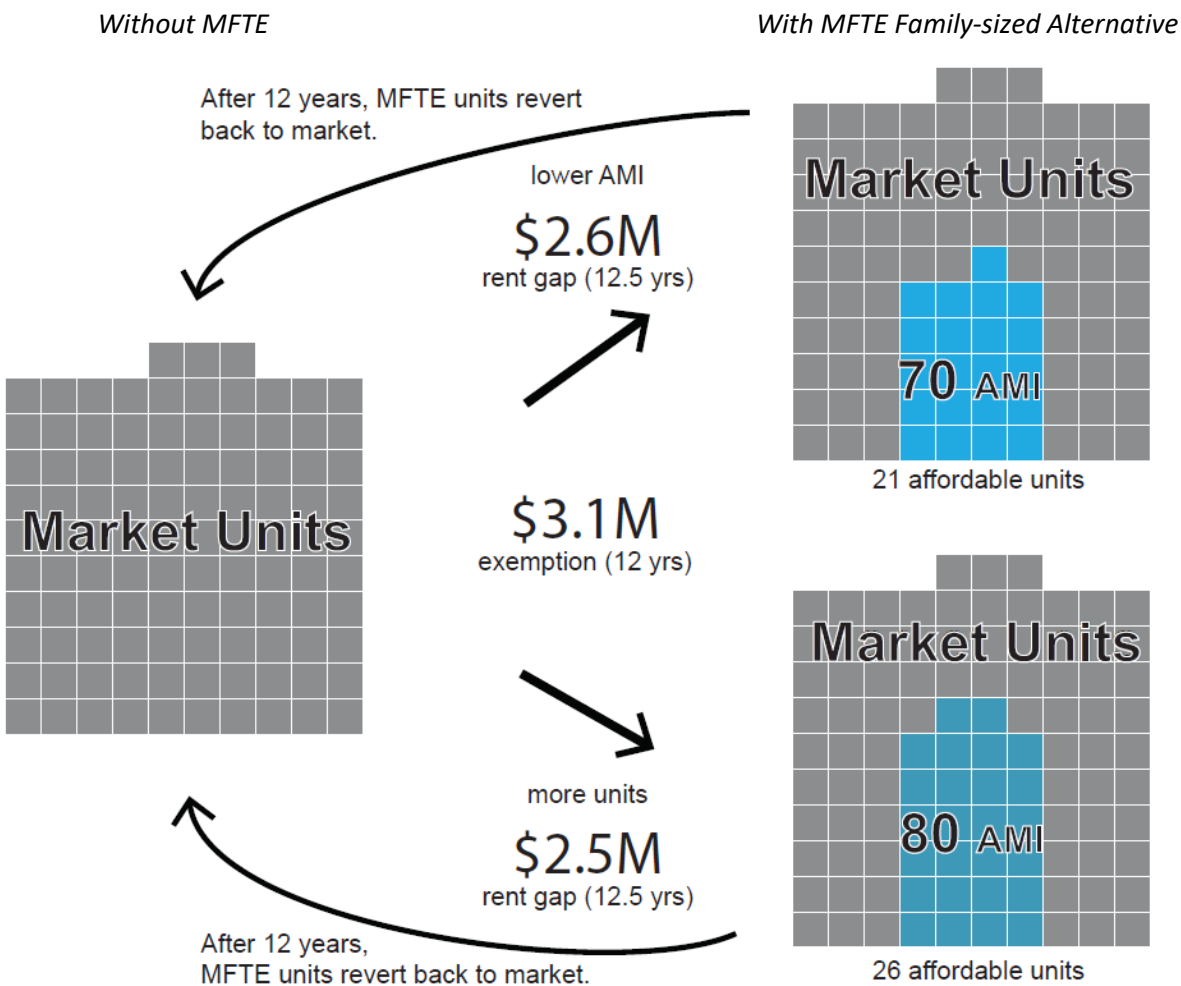 Without MFTE
With MFTE Family-sized Alternative
After 12 years, MFTE units revert
back to market.
lower AMI
$2.6M
rent gap (12.5 yrs)
Market Units
70 AMI
21 affordable units
Market Units
$3.1M
exemption (12 yrs)
Market Units
80 AMI
26 affordable units
more units
$2.5M
rent gap (12.5 yrs)
After 12 years,
MFTE units revert back to market.